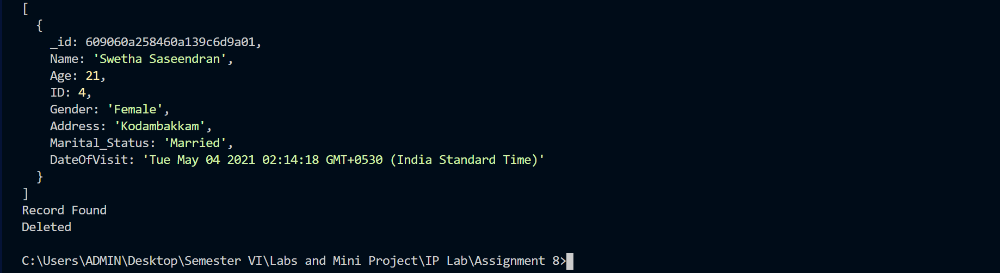 [
  {
    _id: 609060a258460a139c6d9a01,
    Name: 'Swetha Saseendran',
    Age: 21,
    ID: 4,
    Gender: 'Female',
    Address: 'Kodambakkam',
    Marital_Status: 'Married',
    DateOfVisit: 'Tue May 04 2021 02:14:18 GMT+0530 (India Standard Time)'
  }
]
Record Found
Deleted
C:\Users\ADMIN\Desktop\Semester VI\Labs and Mini Project\IP Lab\Assignment 8>